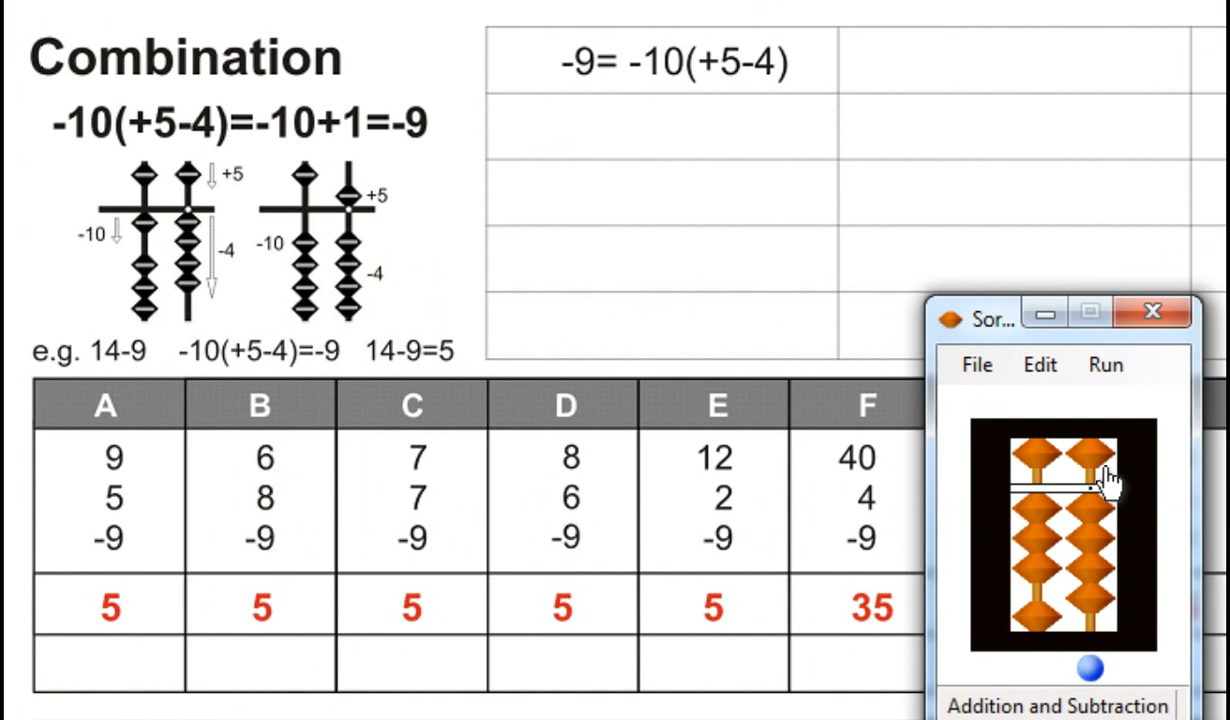 Combination
-9= -10(+5-4)
-10(+5-4)=-10+1=-9
+5
+5
-10
-4
-10
-4
e.g. 14-9 -10(+5-4)=-9 14-9=5
A B C D E F
9 6 7 8 12 40
5 8 7 6 2 4
-9 -9 -9 -9 -9 -9
5 5 5 5 5 35
Sor...
File Edit Run
Addition and Subtraction